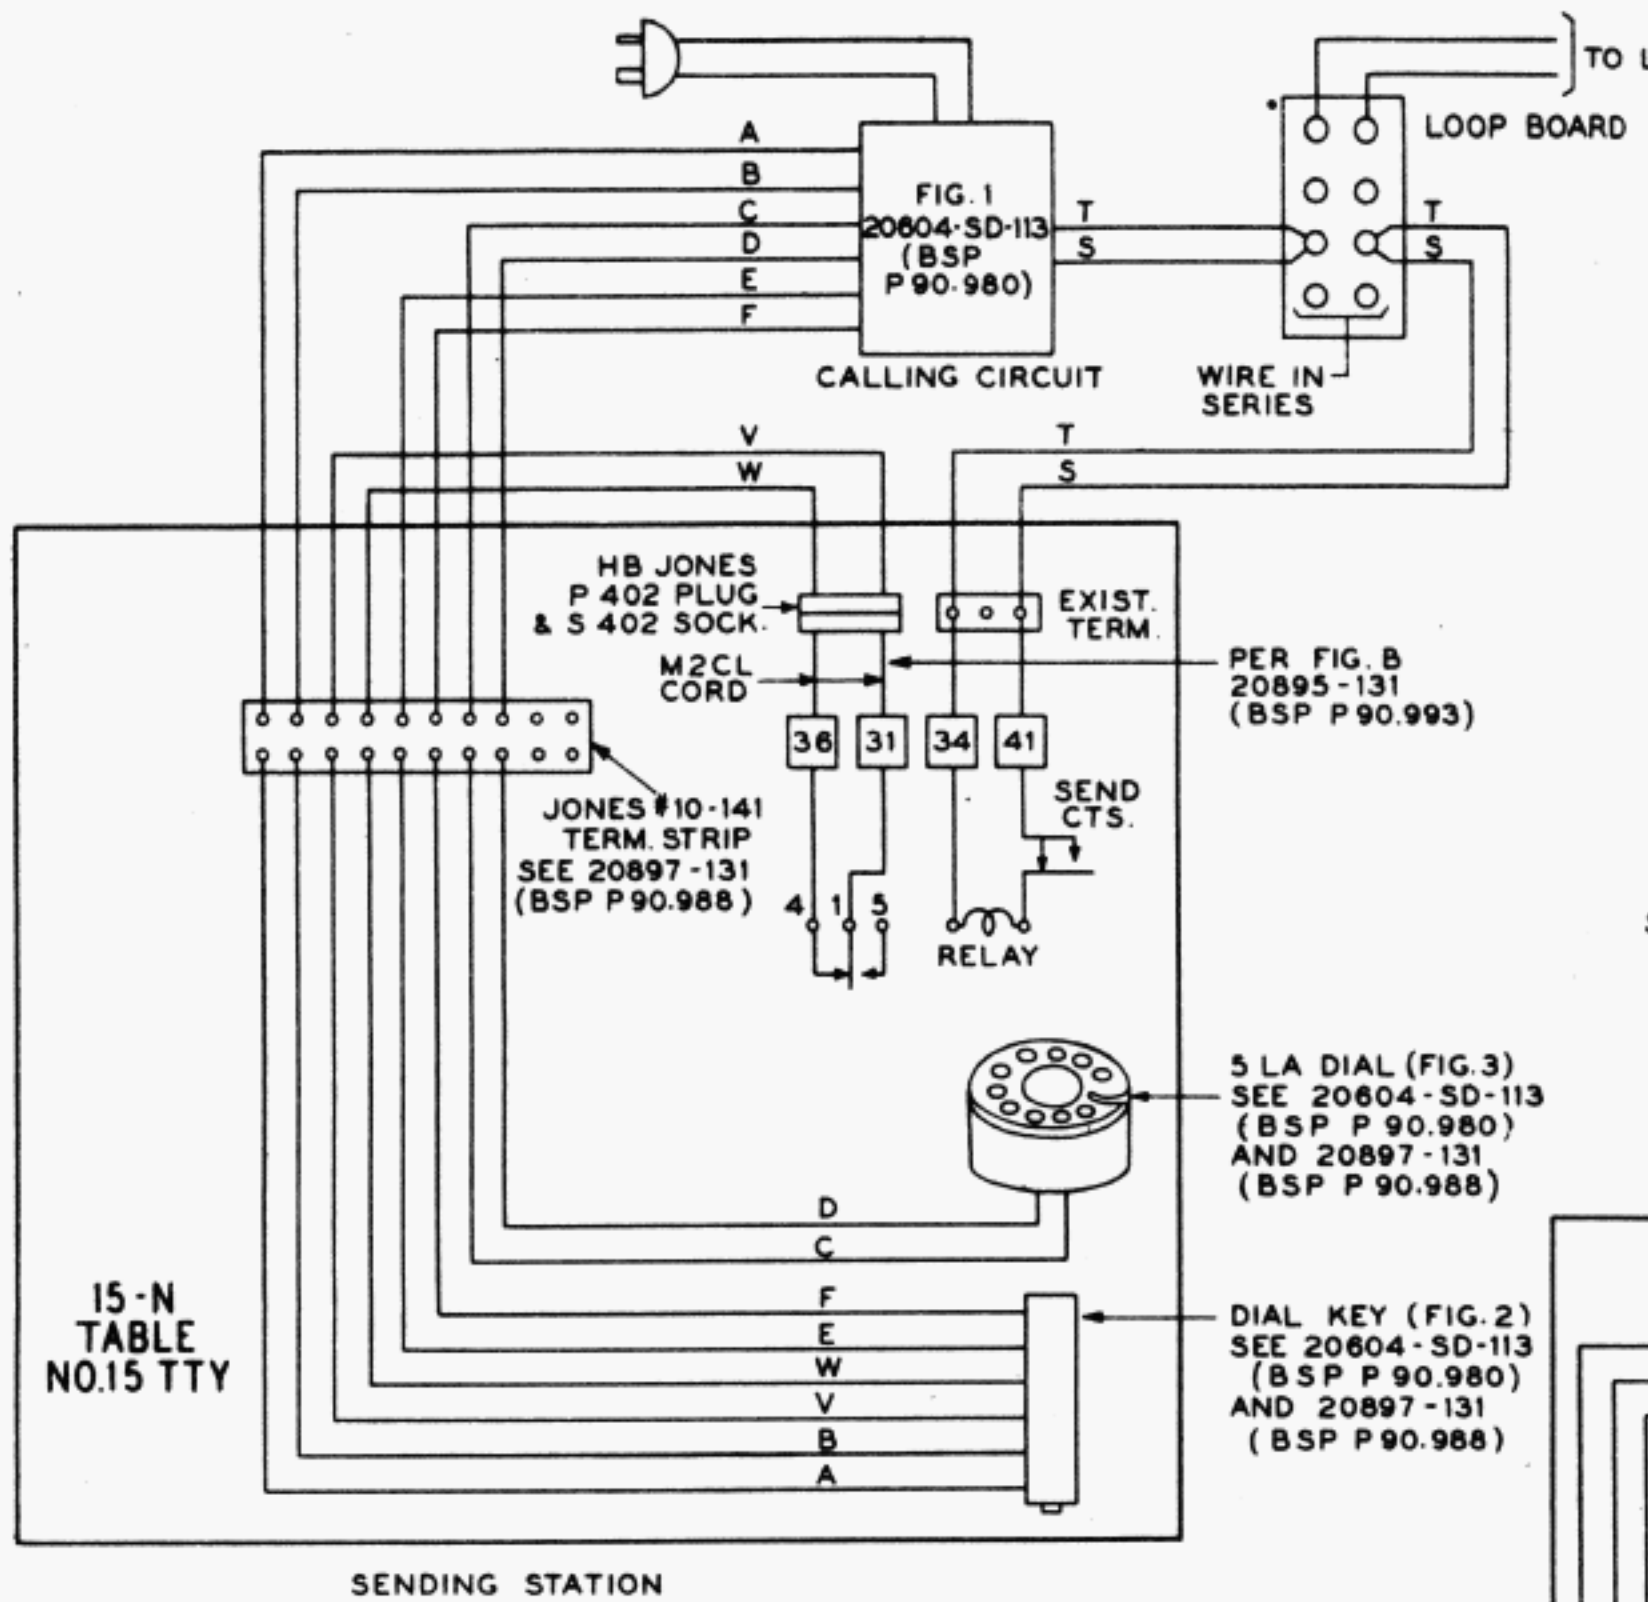 TO L
LOOP BOARD
A
B
C
D
E
F
FIG. 1
20604-SD-113
(BSP
P90.980)
CALLING CIRCUIT
T
S
T
S
WIRE IN
SERIES
V
W
T
S
HB JONES
P 402 PLUG
& S 402 SOCK.
EXIST.
TERM.
M2CL
CORD
PER FIG. B
20895-131
(BSP P90.993)
36
31
34
41
JONES #10-141
TERM. STRIP
SEE 20897-131
(BSP P90.988)
SEND
CTS.
4 1 5
RELAY
5 LA DIAL (FIG. 3)
SEE 20604-SD-113
(BSP P 90.980)
AND 20897-131
(BSP P 90.988)
D
C
F
E
W
V
B
A
15-N
TABLE
NO.15 TTY
DIAL KEY (FIG. 2)
SEE 20604-SD-113
(BSP P 90.980)
AND 20897-131
(BSP P90.988)
SENDING STATION